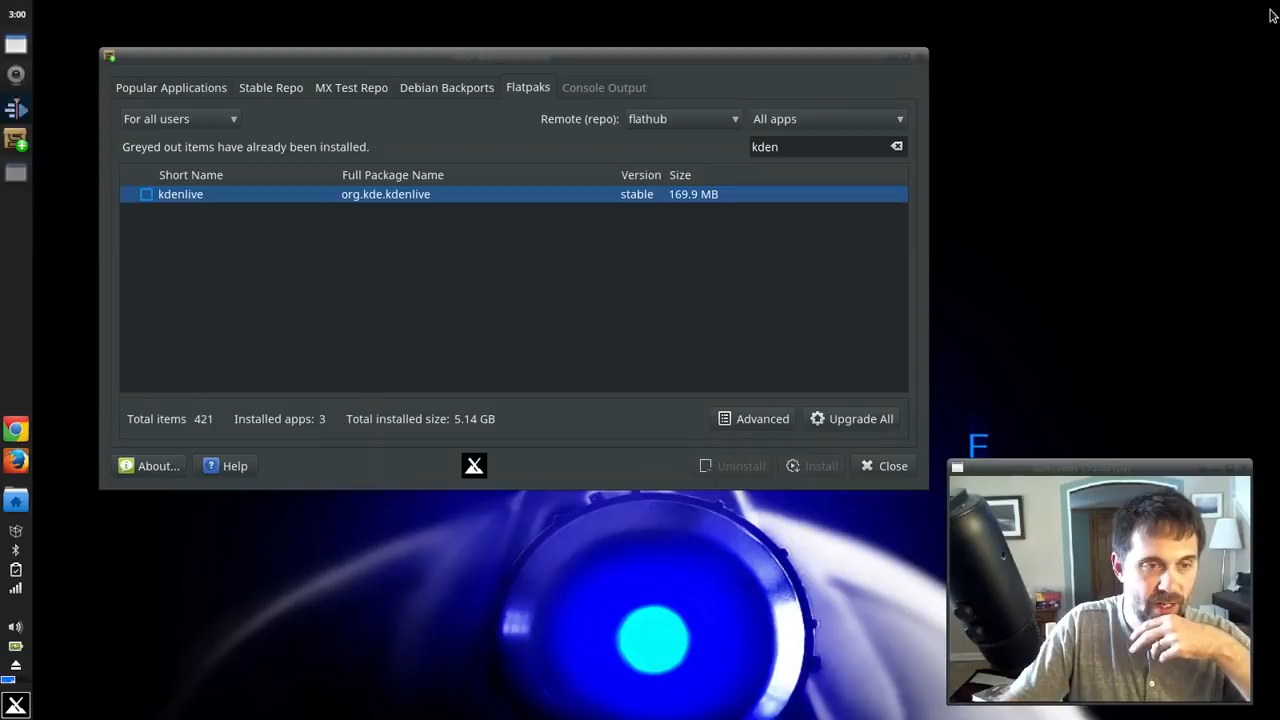 3:00
Popular Applications Stable Repo MX Test Repo Debian Backports Flatpaks Console Output
For all users Remote (repo): flathub All apps
Greyed out items have already been installed. kden
Short Name Full Package Name Version Size
kdenlive org.kde.kdenlive stable 169.9 MB
Total items 421 Installed apps: 3 Total installed size: 5.14 GB Advanced Upgrade All
About... Help Uninstall Install Close
F